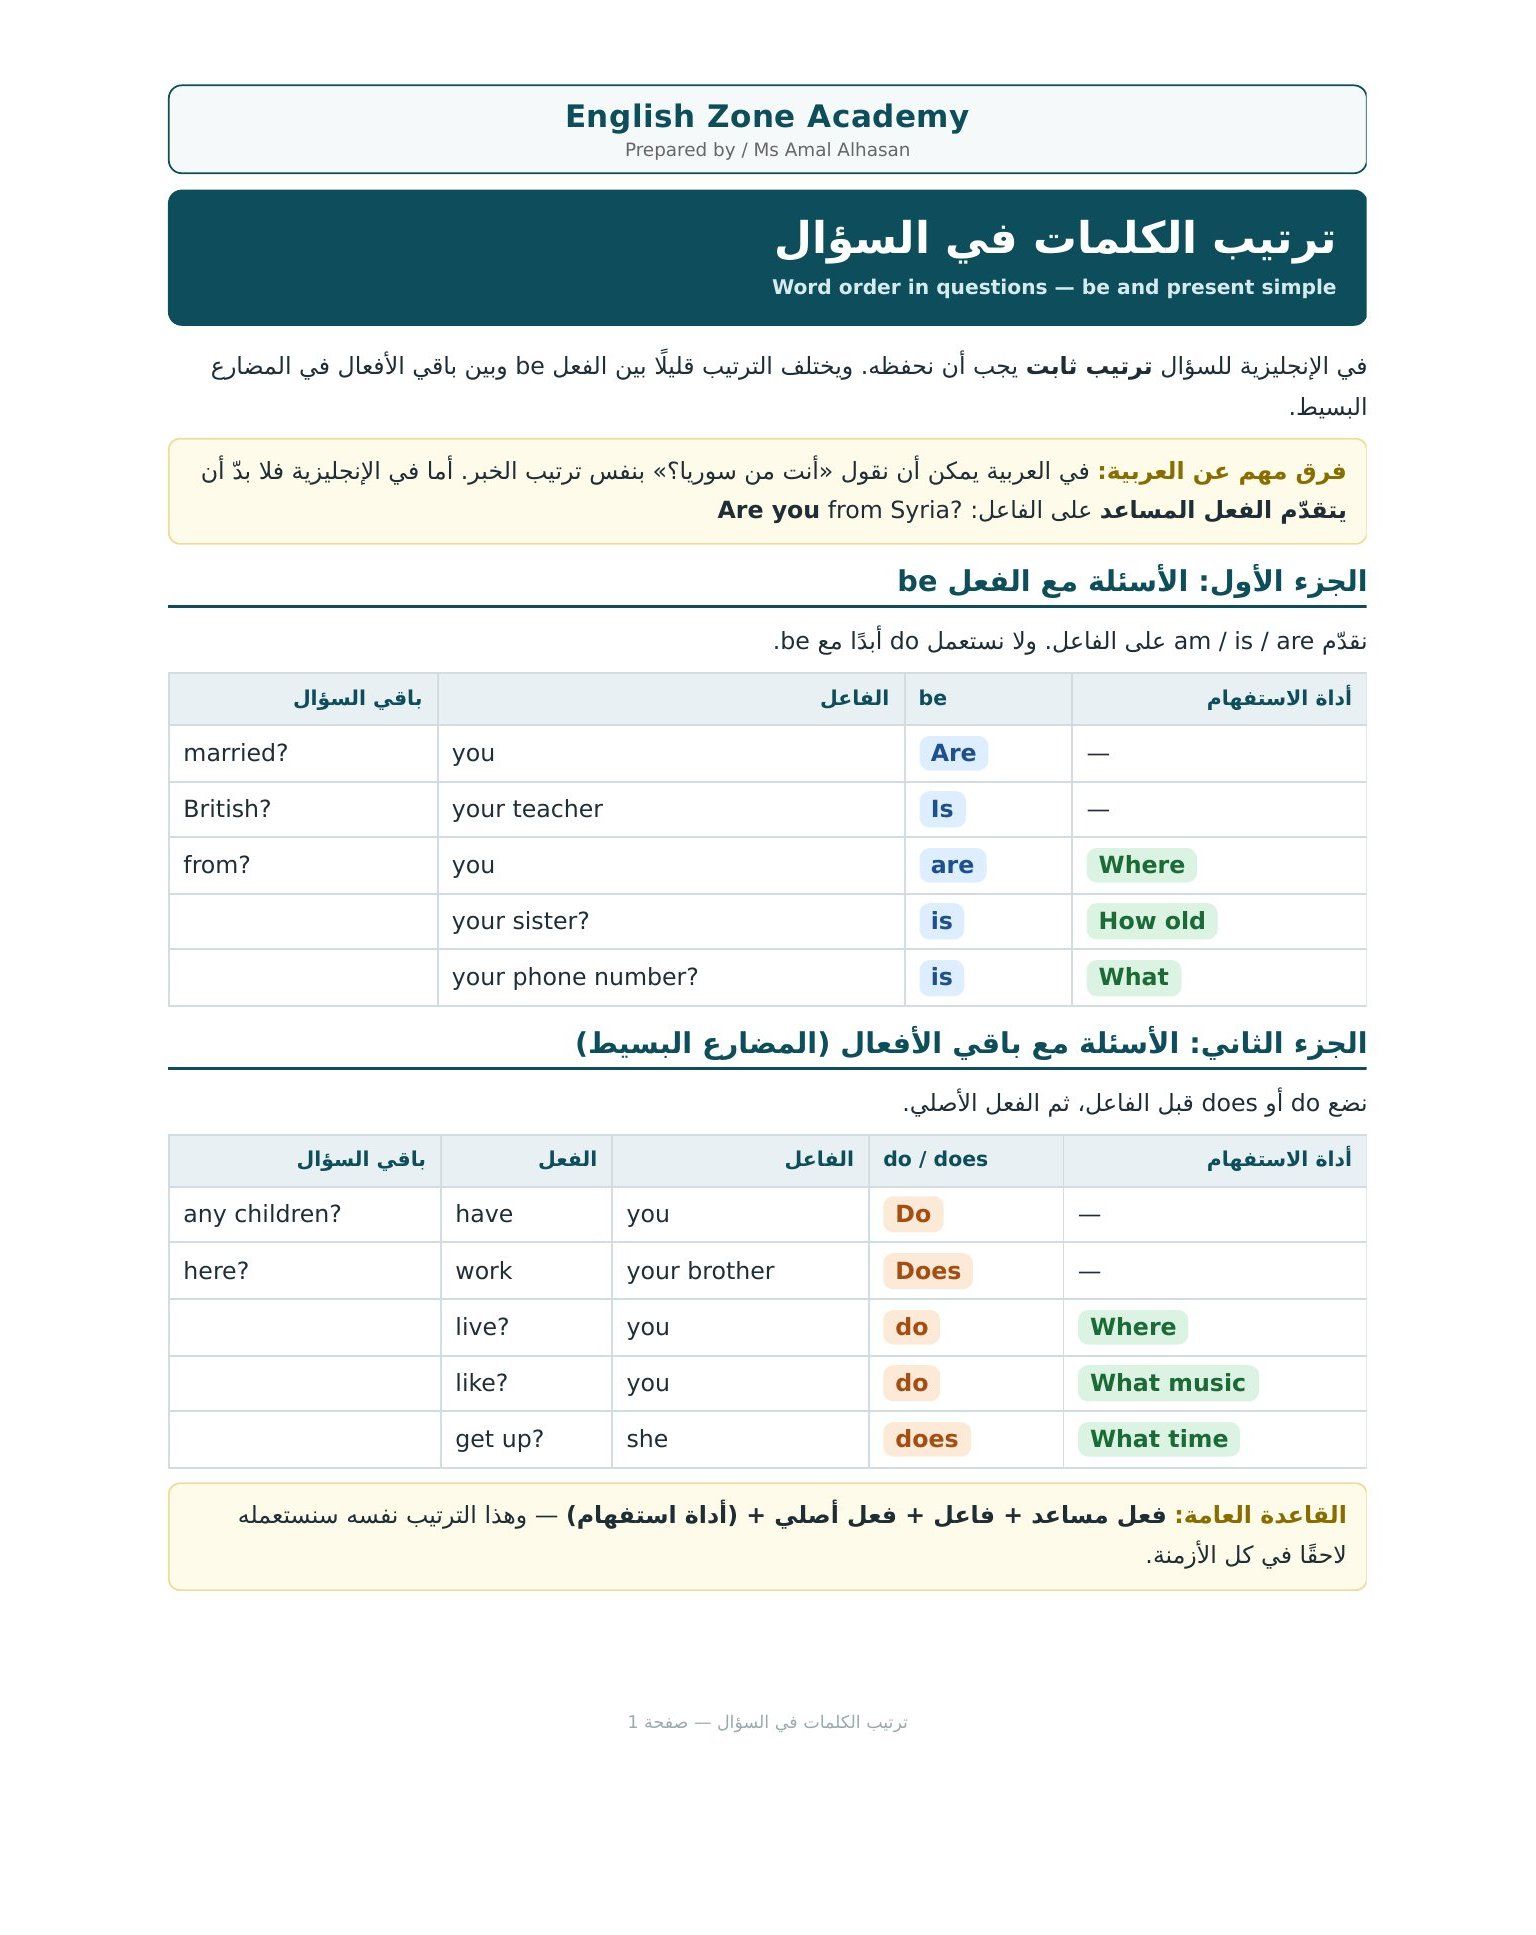 English Zone Academy
Prepared by / Ms Amal Alhasan
ترتيب الكلمات في السؤال
Word order in questions — be and present simple
في الإنجليزية للسؤال ترتيب ثابت يجب أن نحفظه. ويختلف الترتيب قليلًا بين الفعل be وبين باقي الأفعال في المضارع
البسيط.
فرق مهم عن العربية: في العربية يمكن أن نقول «أنت من سوريا؟» بنفس ترتيب الخبر. أما في الإنجليزية فلا بدّ أن
يتقدّم الفعل المساعد على الفاعل: Are you from Syria?
الجزء الأول: الأسئلة مع الفعل be
نقدّم am / is / are على الفاعل. ولا نستعمل do أبدًا مع be.
أداة الاستفهام be الفاعل باقي السؤال
— Are you married?
— Is your teacher British?
Where are you from?
How old is your sister?
What is your phone number?
الجزء الثاني: الأسئلة مع باقي الأفعال (المضارع البسيط)
نضع do أو does قبل الفاعل، ثم الفعل الأصلي.
أداة الاستفهام do / does الفاعل الفعل باقي السؤال
— Do you have any children?
— Does your brother work here?
Where do you live?
What music do you like?
What time does she get up?
القاعدة العامة: فعل مساعد + فاعل + فعل أصلي + (أداة استفهام) — وهذا الترتيب نفسه سنستعمله
لاحقًا في كل الأزمنة.
ترتيب الكلمات في السؤال — صفحة 1